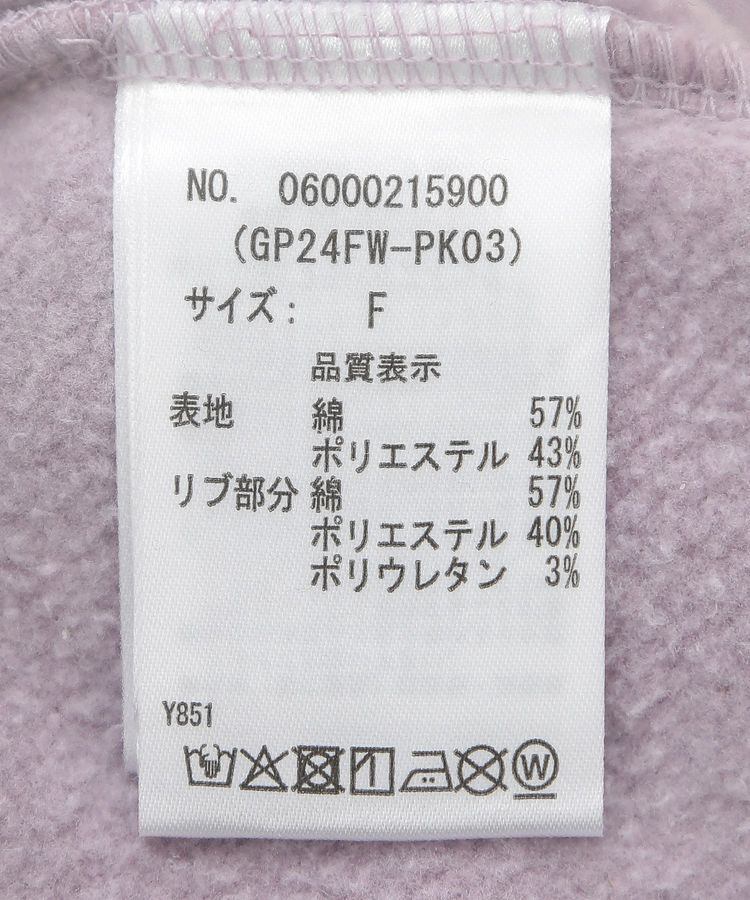 NO. 06000215900
(GP24FW-PK03)
サイズ: F
品質表示
表地 綿 57%
ポリエステル 43%
リブ部分 綿 57%
ポリエステル 40%
ポリウレタン 3%
Y851
W